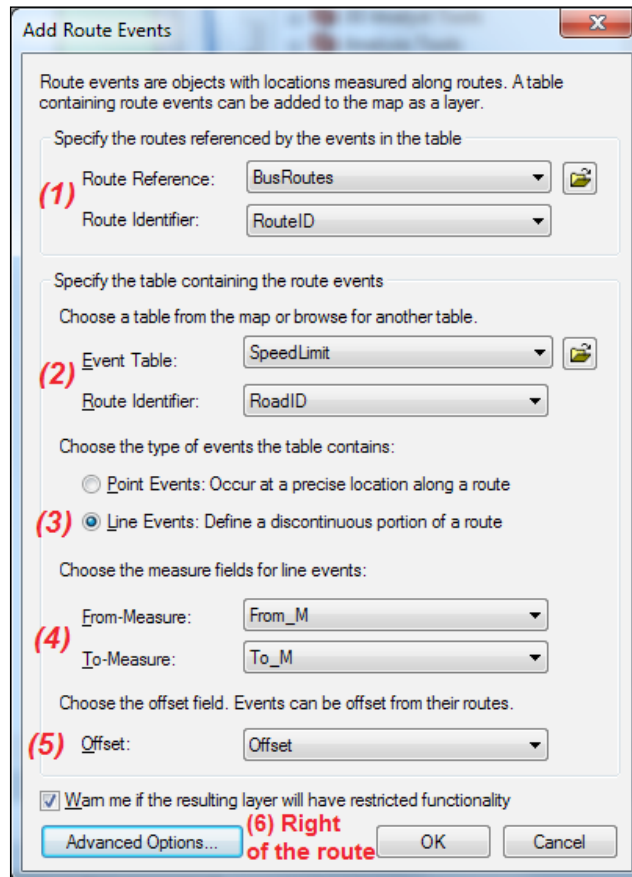 Add Route Events
Route events are objects with locations measured along routes. A table
containing route events can be added to the map as a layer.
Specify the routes referenced by the events in the table
(1)
Route Reference: BusRoutes
Route Identifier: RouteID
Specify the table containing the route events
Choose a table from the map or browse for another table.
(2)
Event Table: SpeedLimit
Route Identifier: RoadID
Choose the type of events the table contains:
Point Events: Occur at a precise location along a route
(3) Line Events: Define a discontinuous portion of a route
Choose the measure fields for line events:
(4)
From-Measure: From_M
To-Measure: To_M
Choose the offset field. Events can be offset from their routes.
(5) Offset: Offset
Warn me if the resulting layer will have restricted functionality
Advanced Options...
(6) Right
of the route
OK
Cancel